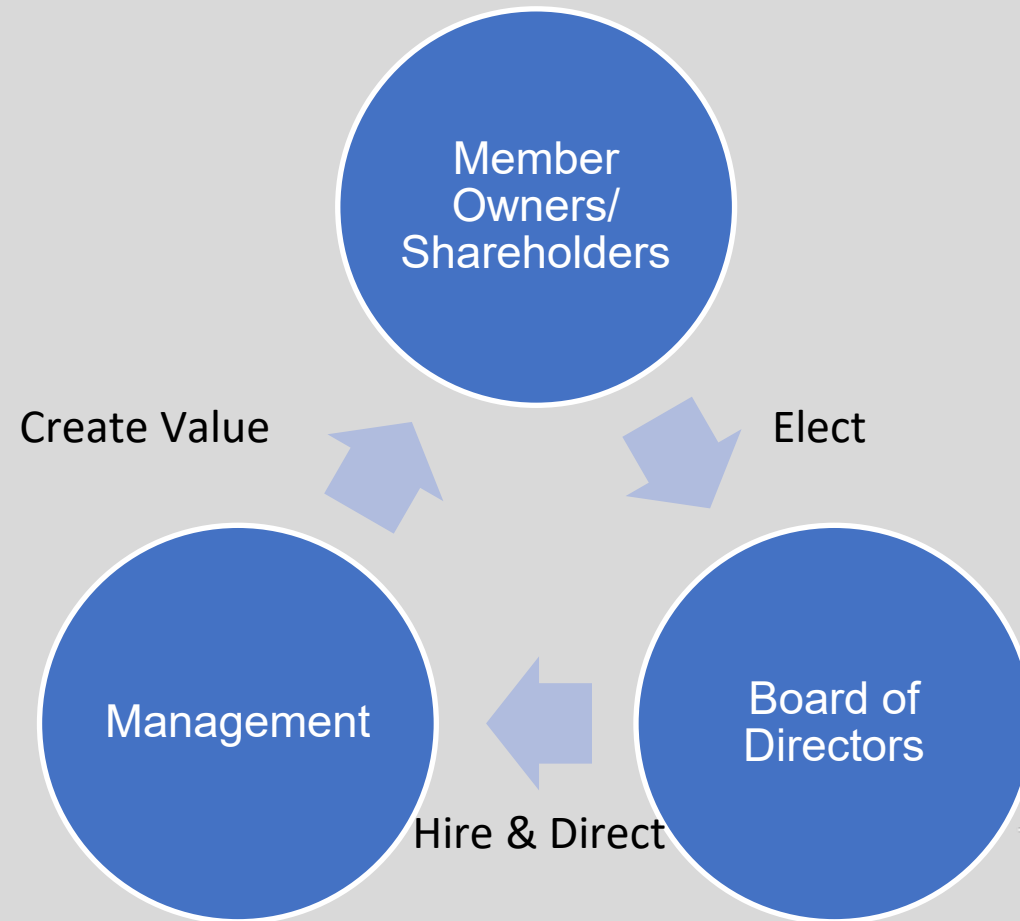 Member
Owners/
Shareholders
Create Value
Elect
Management
Board of
Directors
Hire & Direct